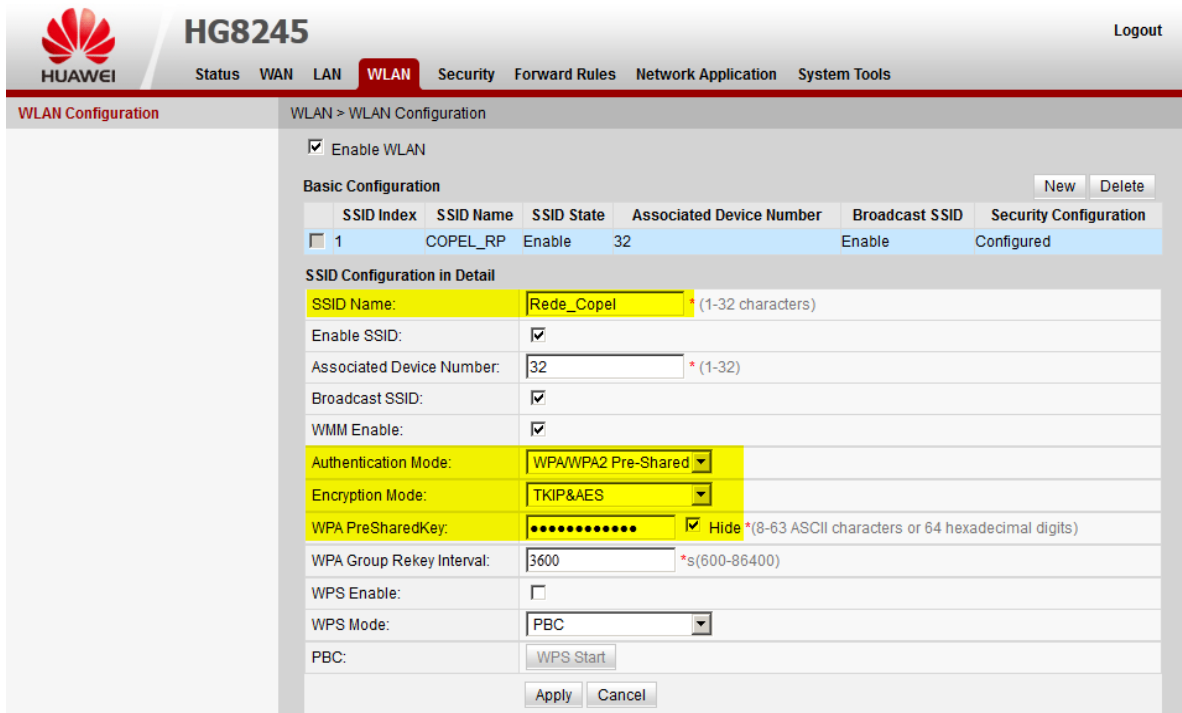 HUAWEI
HG8245
Logout
Status WAN LAN WLAN Security Forward Rules Network Application System Tools
WLAN Configuration
WLAN > WLAN Configuration
Enable WLAN
Basic Configuration
New Delete
SSID Index SSID Name SSID State Associated Device Number Broadcast SSID Security Configuration
1 COPEL_RP Enable 32 Enable Configured
SSID Configuration in Detail
SSID Name: Rede_Copel * (1-32 characters)
Enable SSID:
Associated Device Number: 32 * (1-32)
Broadcast SSID:
WMM Enable:
Authentication Mode: WPA/WPA2 Pre-Shared
Encryption Mode: TKIP&AES
WPA PreSharedKey: ●●●●●●●●●●●● Hide *(8-63 ASCII characters or 64 hexadecimal digits)
WPA Group Rekey Interval: 3600 *s(600-86400)
WPS Enable:
WPS Mode: PBC
PBC: WPS Start
Apply Cancel